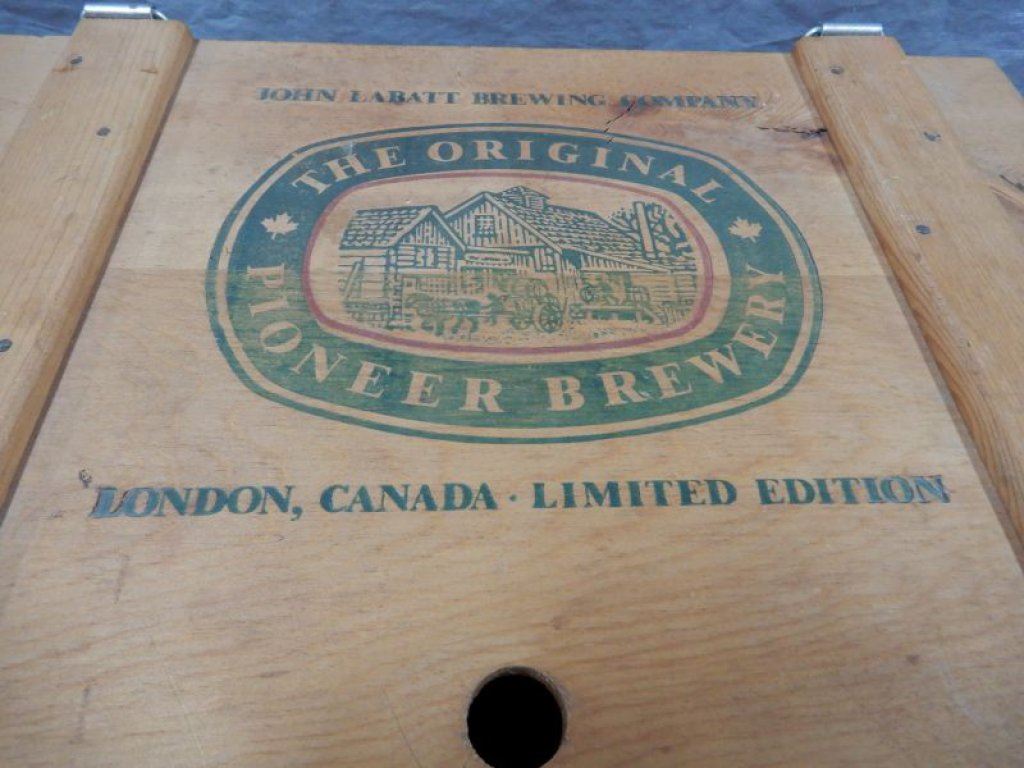 JOHN LABATT BREWING COMPANY
THE ORIGINAL
PIONEER BREWERY
LONDON, CANADA · LIMITED EDITION